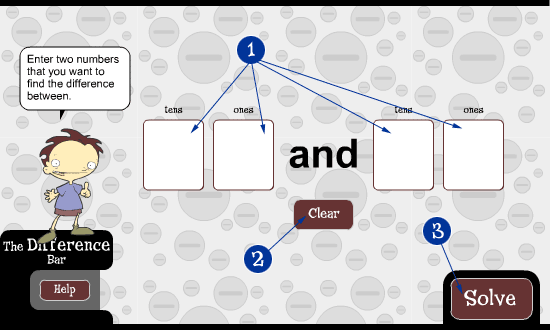 1
Enter two numbers
that you want to
find the difference
between.
tens ones tens ones
and
Clear
2
3
The Difference
Bar
Help
Solve